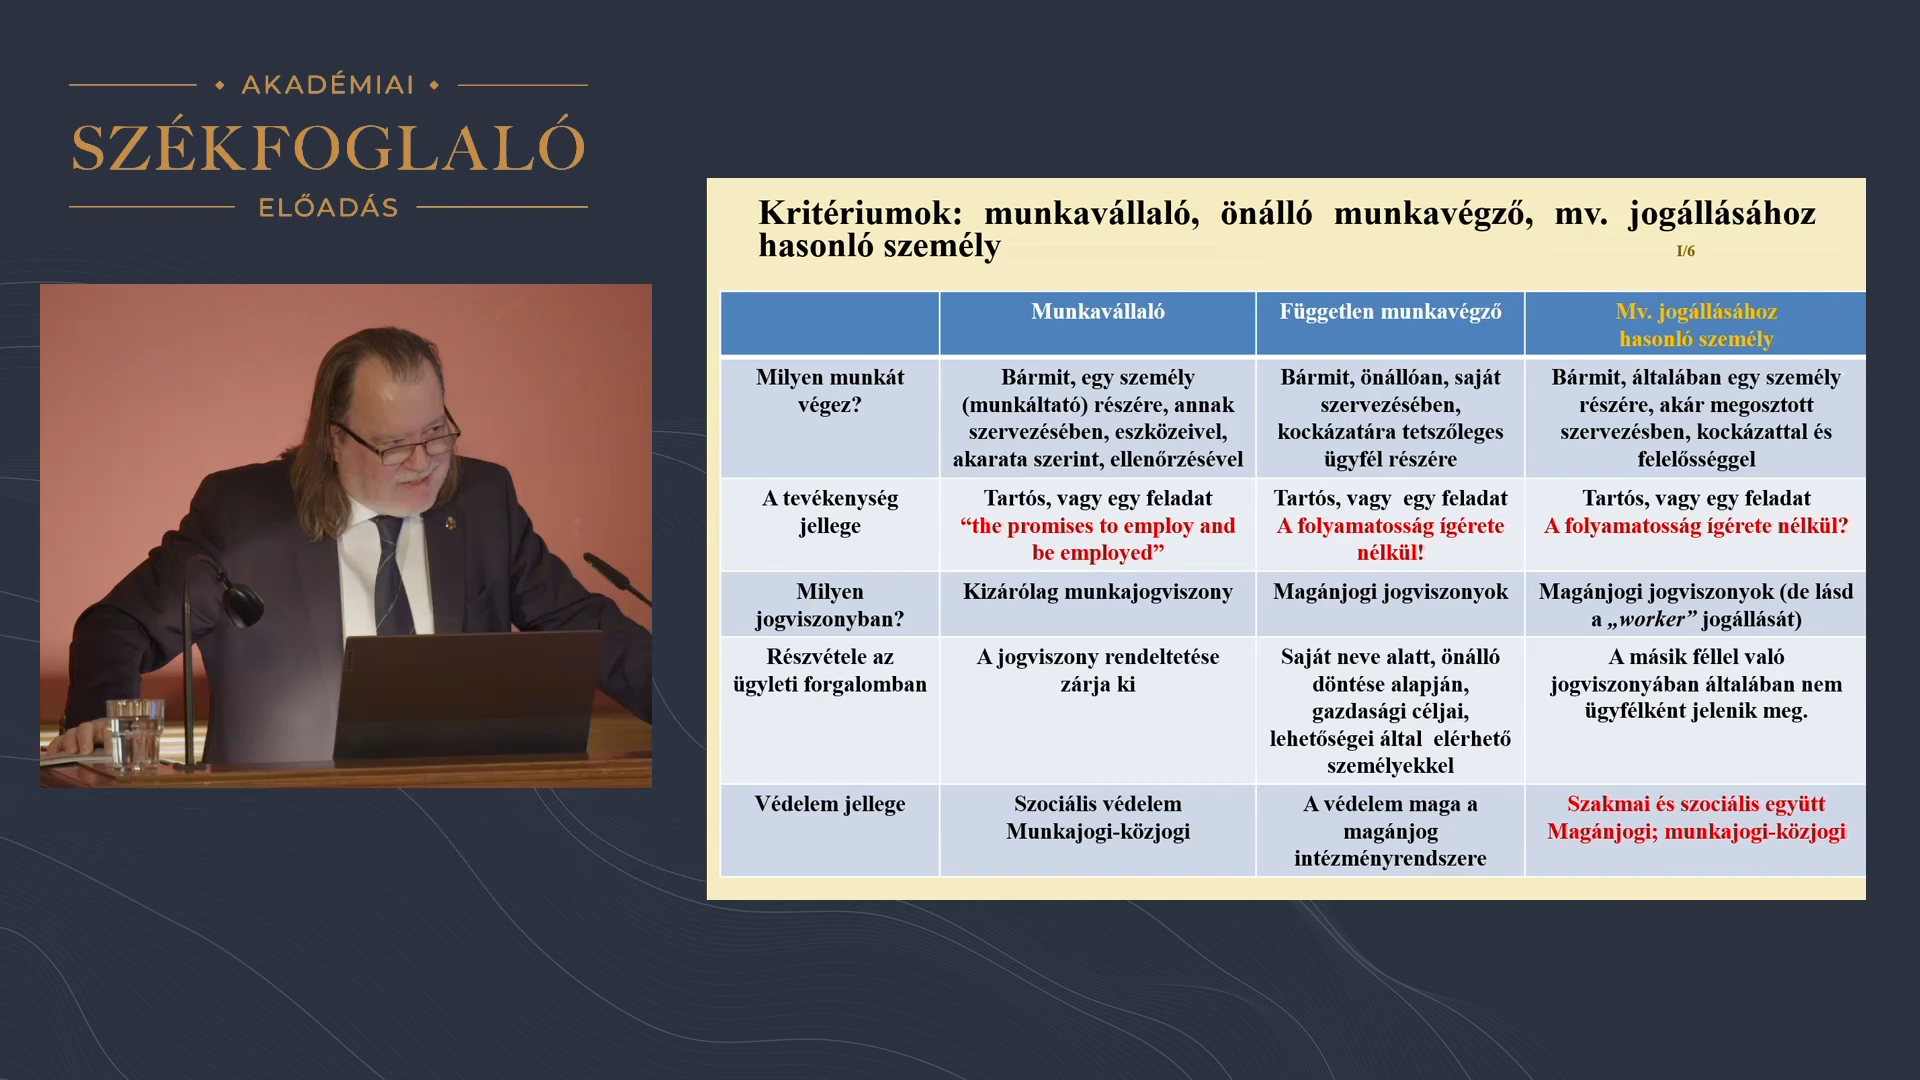 AKADÉMIAI
SZÉKFOGLALÓ
ELŐADÁS
Kritériumok: munkavállaló, önálló munkavégző, mv. jogállásához
hasonló személy
I/6
Munkavállaló
Független munkavégző
Mv. jogállásához
hasonló személy
Milyen munkát
végez?
Bármit, egy személy
(munkáltató) részére, annak
szervezésében, eszközeivel,
akarata szerint, ellenőrzésével
Bármit, önállóan, saját
szervezésében,
kockázatára tetszőleges
ügyfél részére
Bármit, általában egy személy
részére, akár megosztott
szervezésben, kockázattal és
felelősséggel
A tevékenység
jellege
Tartós, vagy egy feladat
“the promises to employ and
be employed”
Tartós, vagy egy feladat
A folyamatosság ígérete
nélkül!
Tartós, vagy egy feladat
A folyamatosság ígérete nélkül?
Milyen
jogviszonyban?
Kizárólag munkajogviszony
Magánjogi jogviszonyok
Magánjogi jogviszonyok (de lásd
a „worker” jogállását)
Részvétele az
ügyleti forgalomban
A jogviszony rendeltetése
zárja ki
Saját neve alatt, önálló
döntése alapján,
gazdasági céljai,
lehetőségei által elérhető
személyekkel
A másik féllel való
jogviszonyában általában nem
ügyfélként jelenik meg.
Védelem jellege
Szociális védelem
Munkajogi-közjogi
A védelem maga a
magánjog
intézményrendszere
Szakmai és szociális együtt
Magánjogi; munkajogi-közjogi